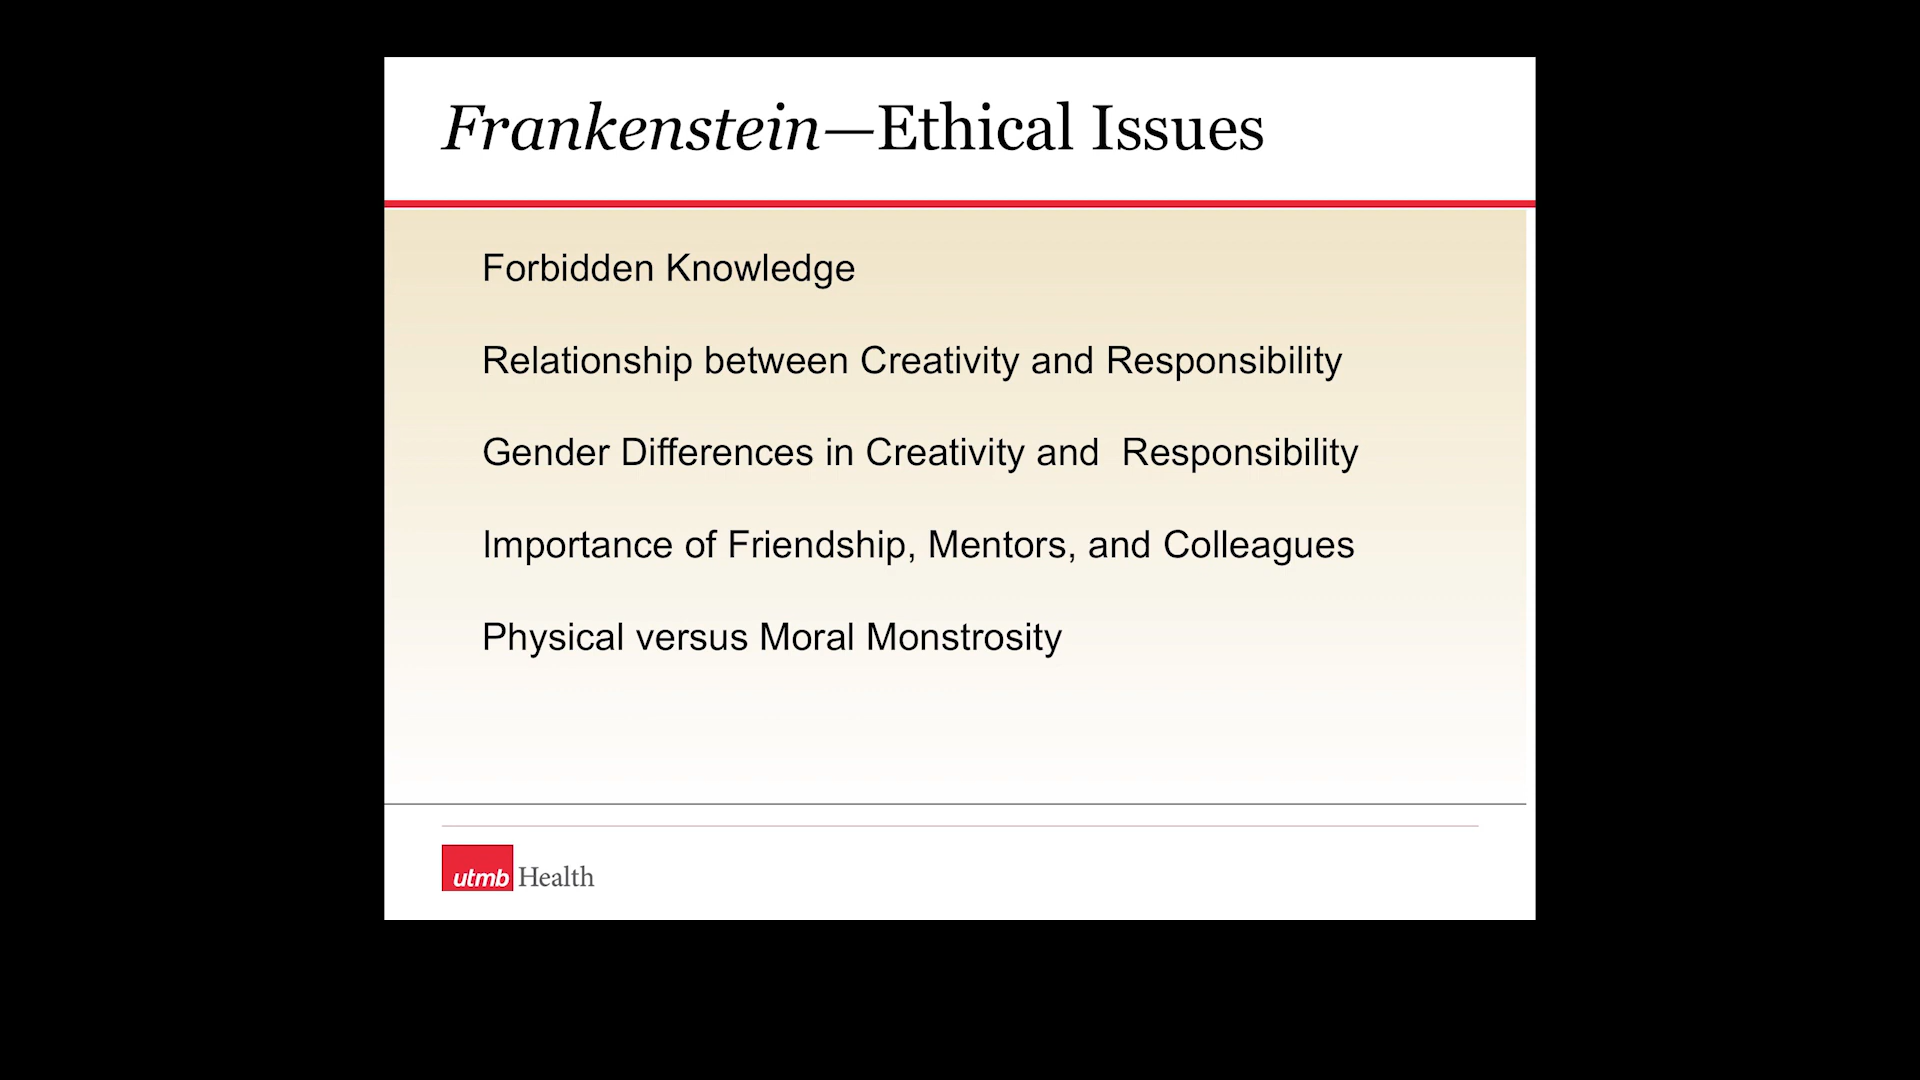 Frankenstein—Ethical Issues
Forbidden Knowledge
Relationship between Creativity and Responsibility
Gender Differences in Creativity and  Responsibility
Importance of Friendship, Mentors, and Colleagues
Physical versus Moral Monstrosity
utmb Health